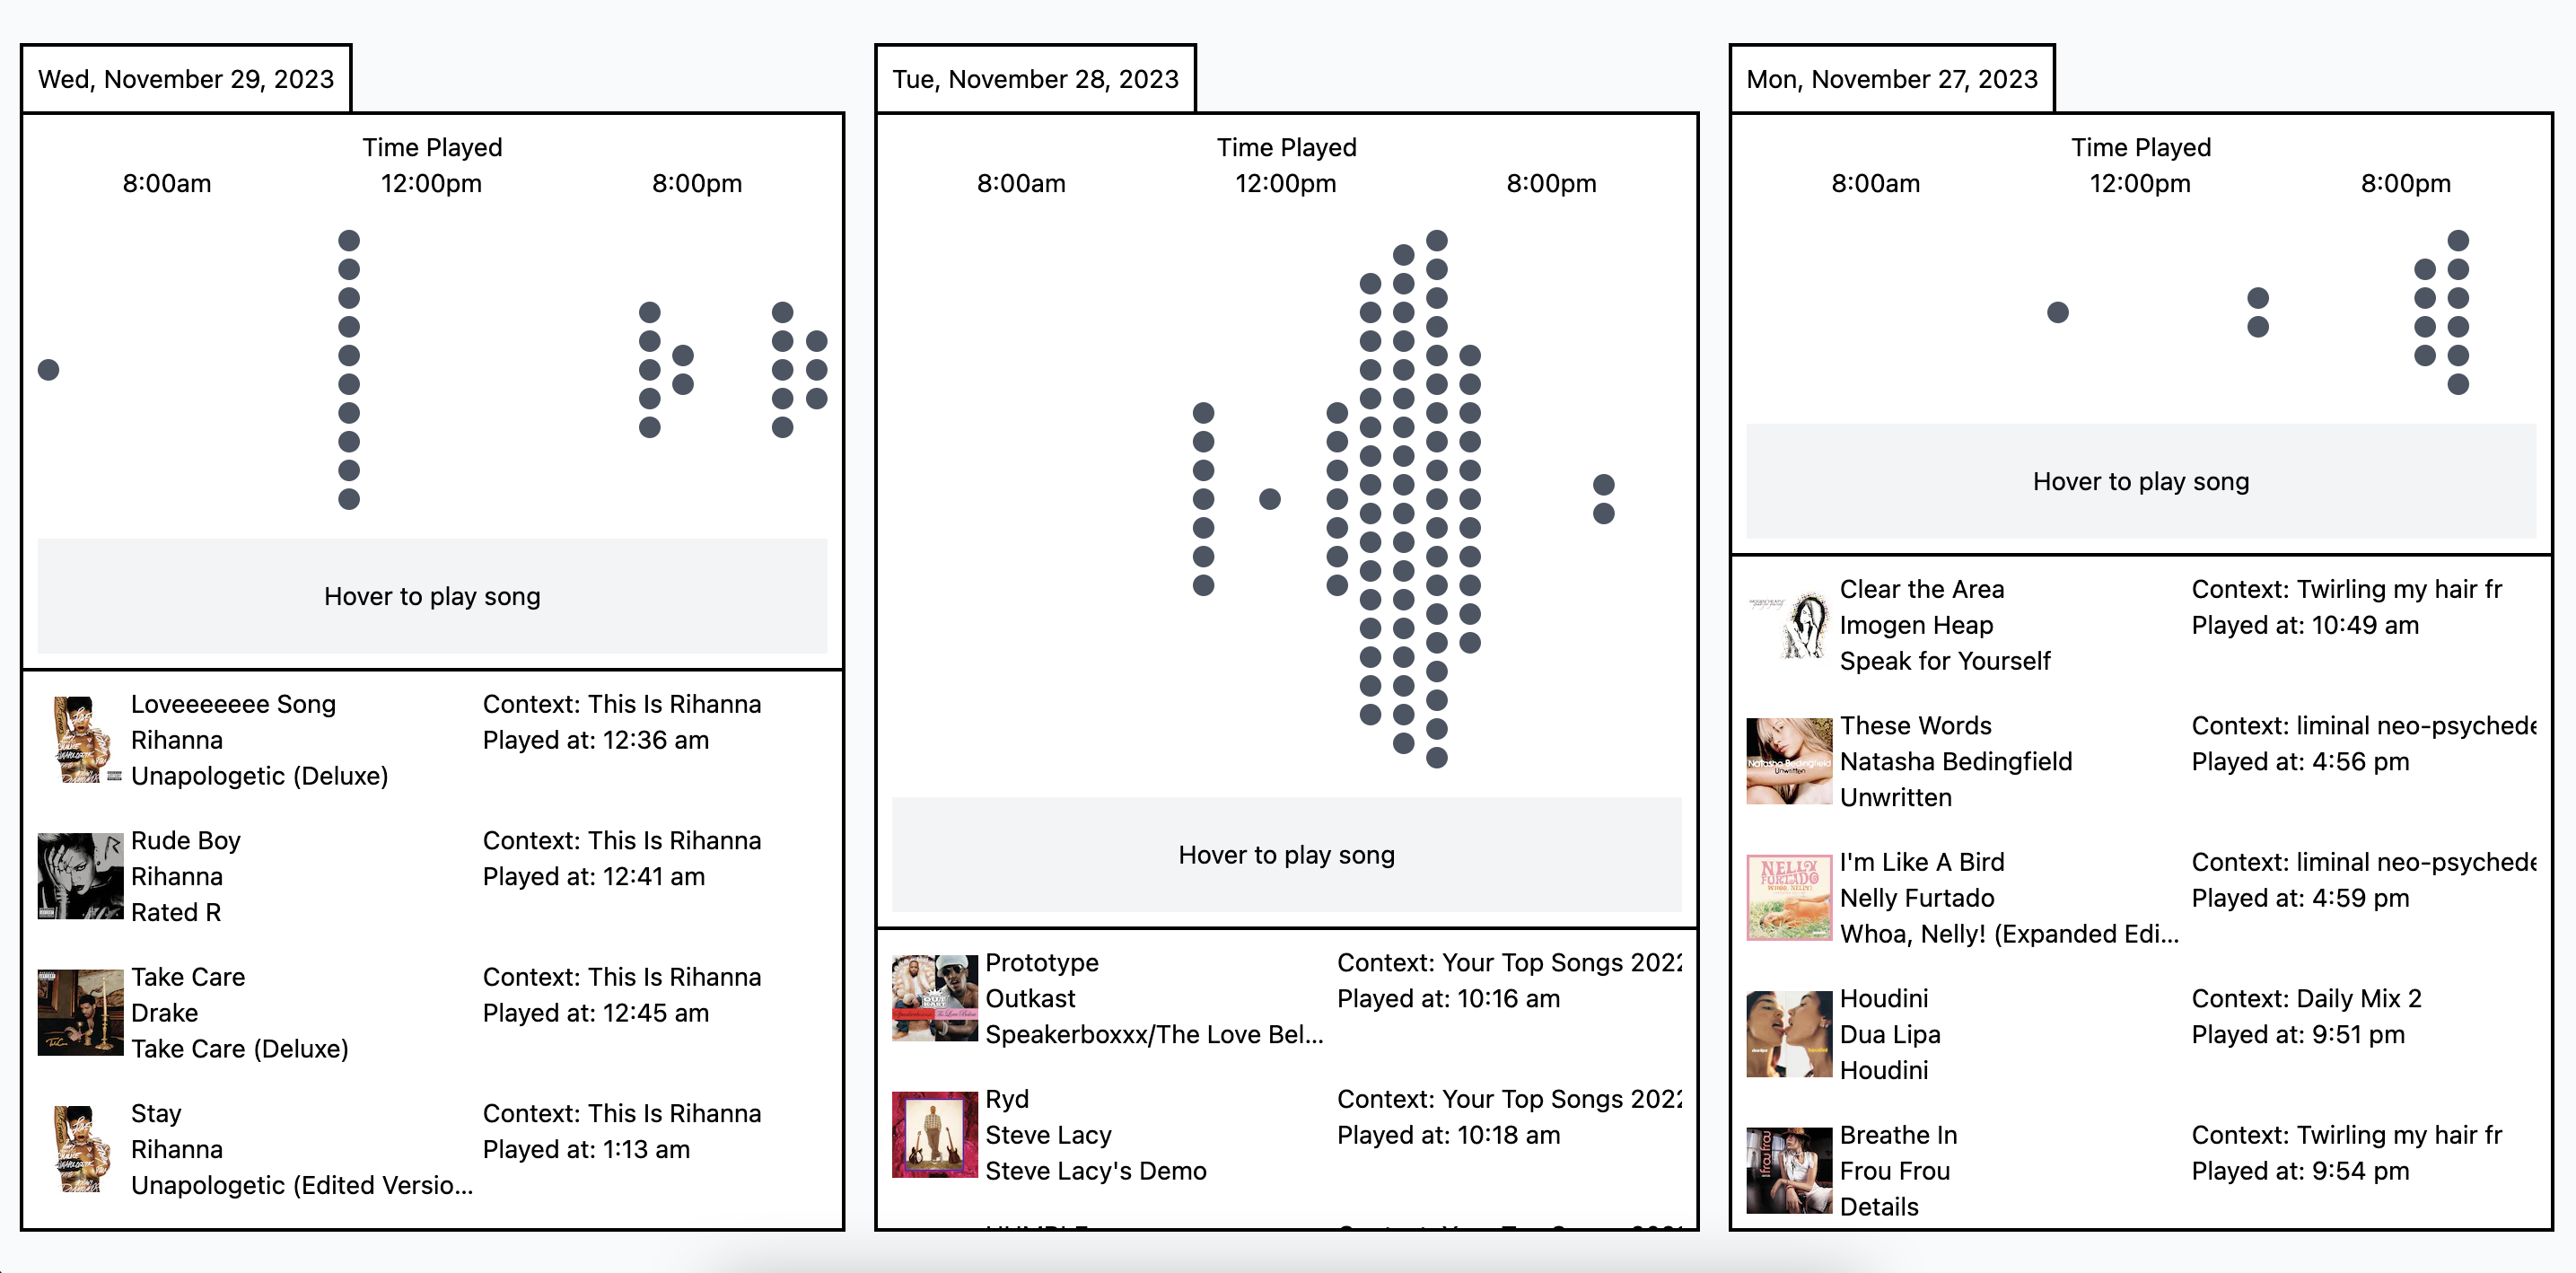 Wed, November 29, 2023
Time Played
8:00am 12:00pm 8:00pm
Hover to play song
Loveeeeeee Song
Rihanna
Unapologetic (Deluxe)
Context: This Is Rihanna
Played at: 12:36 am
Rude Boy
Rihanna
Rated R
Context: This Is Rihanna
Played at: 12:41 am
Take Care
Drake
Take Care (Deluxe)
Context: This Is Rihanna
Played at: 12:45 am
Stay
Rihanna
Unapologetic (Edited Versio...
Context: This Is Rihanna
Played at: 1:13 am
Tue, November 28, 2023
Time Played
8:00am 12:00pm 8:00pm
Hover to play song
Prototype
Outkast
Speakerboxxx/The Love Bel...
Context: Your Top Songs 2022
Played at: 10:16 am
Ryd
Steve Lacy
Steve Lacy's Demo
Context: Your Top Songs 2022
Played at: 10:18 am
Mon, November 27, 2023
Time Played
8:00am 12:00pm 8:00pm
Hover to play song
Clear the Area
Imogen Heap
Speak for Yourself
Context: Twirling my hair fr
Played at: 10:49 am
These Words
Natasha Bedingfield
Unwritten
Context: liminal neo-psychede
Played at: 4:56 pm
NELLY
FURTADO
I'm Like A Bird
Nelly Furtado
Whoa, Nelly! (Expanded Edi...
Context: liminal neo-psychede
Played at: 4:59 pm
Houdini
Dua Lipa
Houdini
Context: Daily Mix 2
Played at: 9:51 pm
Breathe In
Frou Frou
Details
Context: Twirling my hair fr
Played at: 9:54 pm